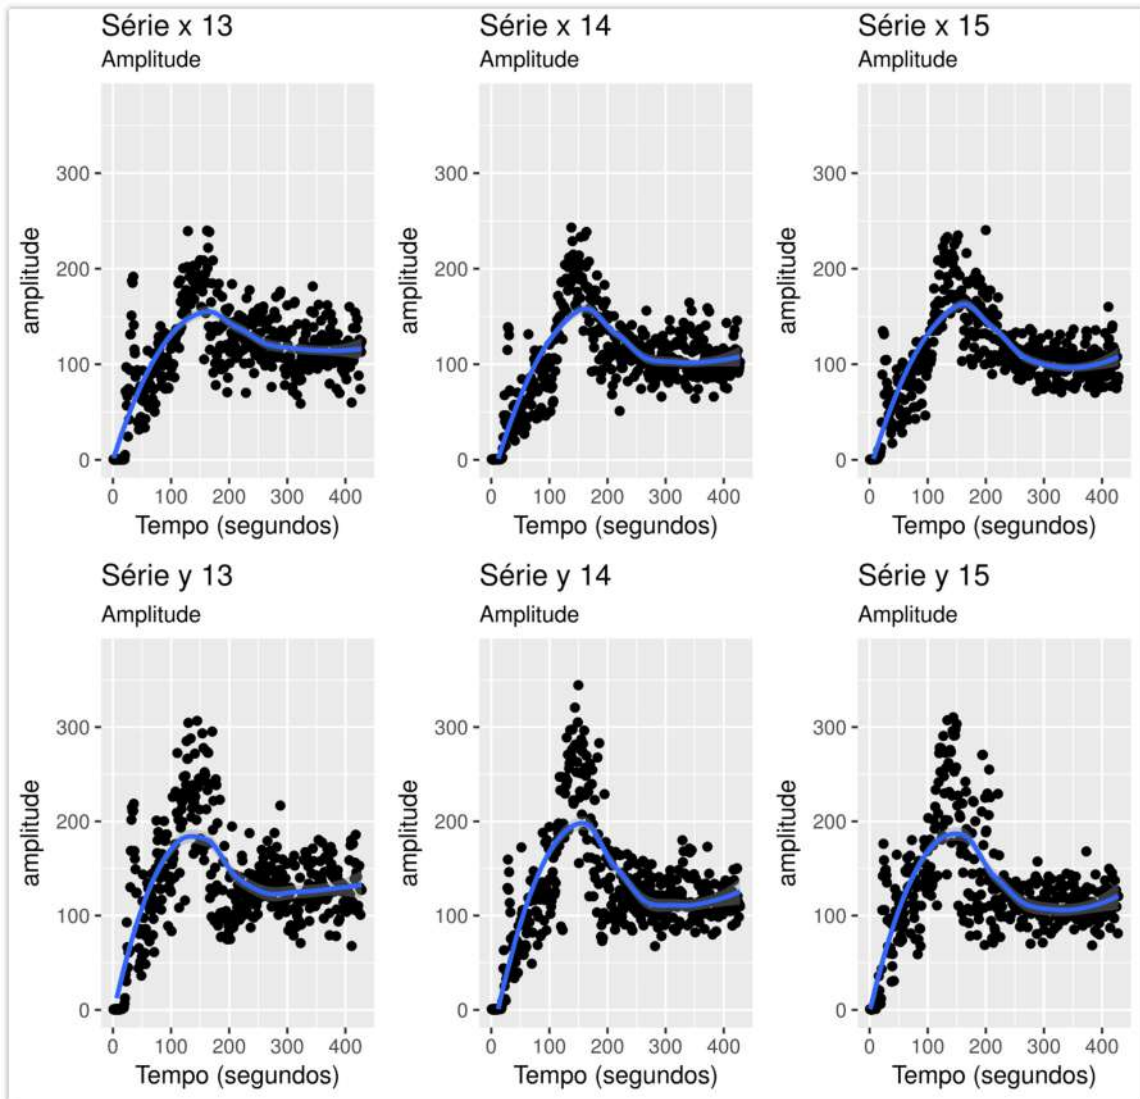 Série x 13
Amplitude
amplitude
300
200
100
0
0 100 200 300 400
Tempo (segundos)
Série x 14
Amplitude
amplitude
300
200
100
0
0 100 200 300 400
Tempo (segundos)
Série x 15
Amplitude
amplitude
300
200
100
0
0 100 200 300 400
Tempo (segundos)
Série y 13
Amplitude
amplitude
300
200
100
0
0 100 200 300 400
Tempo (segundos)
Série y 14
Amplitude
amplitude
300
200
100
0
0 100 200 300 400
Tempo (segundos)
Série y 15
Amplitude
amplitude
300
200
100
0
0 100 200 300 400
Tempo (segundos)